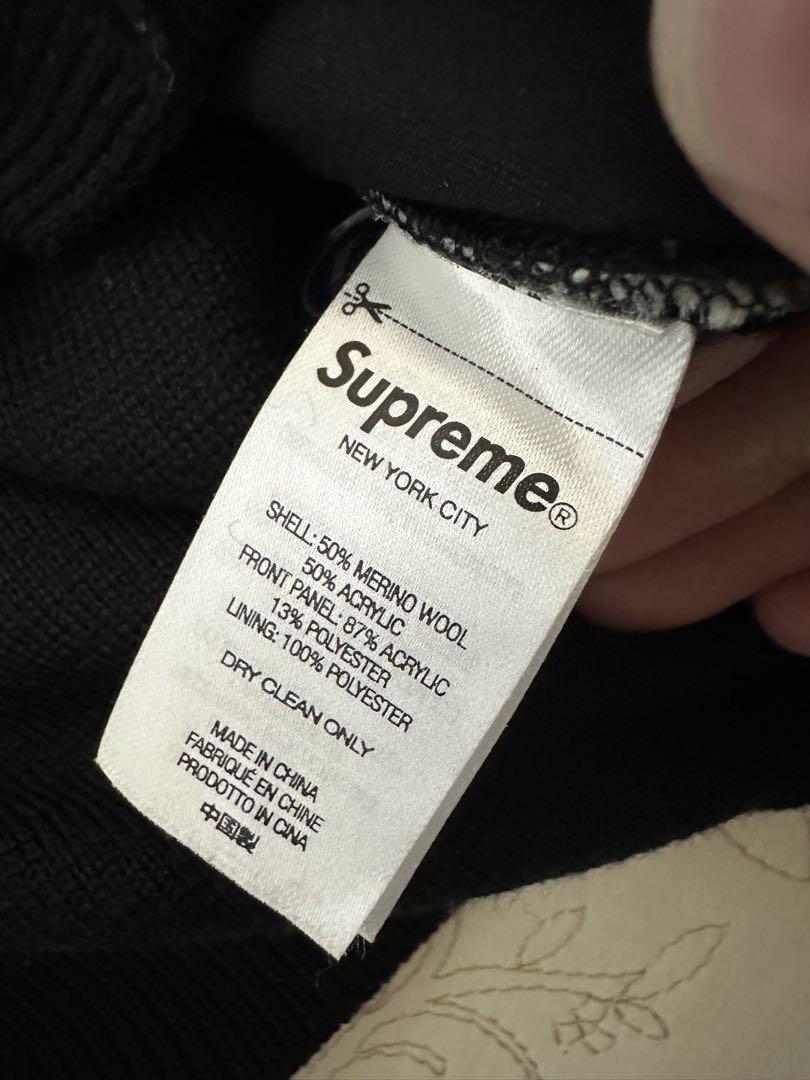 Supreme®
NEW YORK CITY
SHELL: 50% MERINO WOOL
50% ACRYLIC
FRONT PANEL: 87% ACRYLIC
13% POLYESTER
LINING: 100% POLYESTER
DRY CLEAN ONLY
MADE IN CHINA
FABRIQUÉ EN CHINE
PRODOTTO IN CINA
中国製